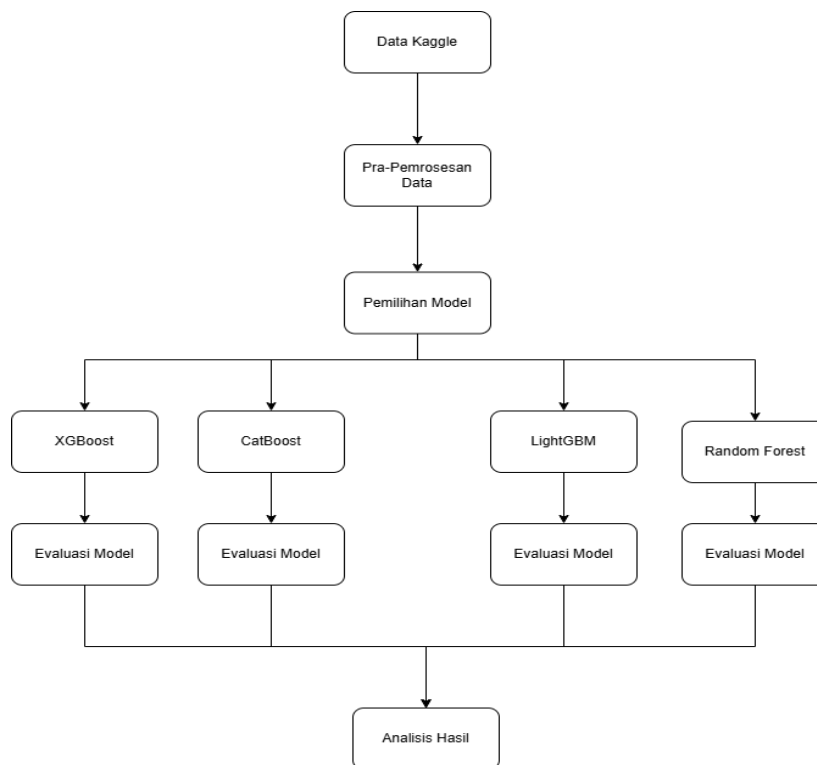 Data Kaggle
Pra-Pemrosesan
Data
Pemilihan Model
XGBoost
CatBoost
LightGBM
Random Forest
Evaluasi Model
Evaluasi Model
Evaluasi Model
Evaluasi Model
Analisis Hasil